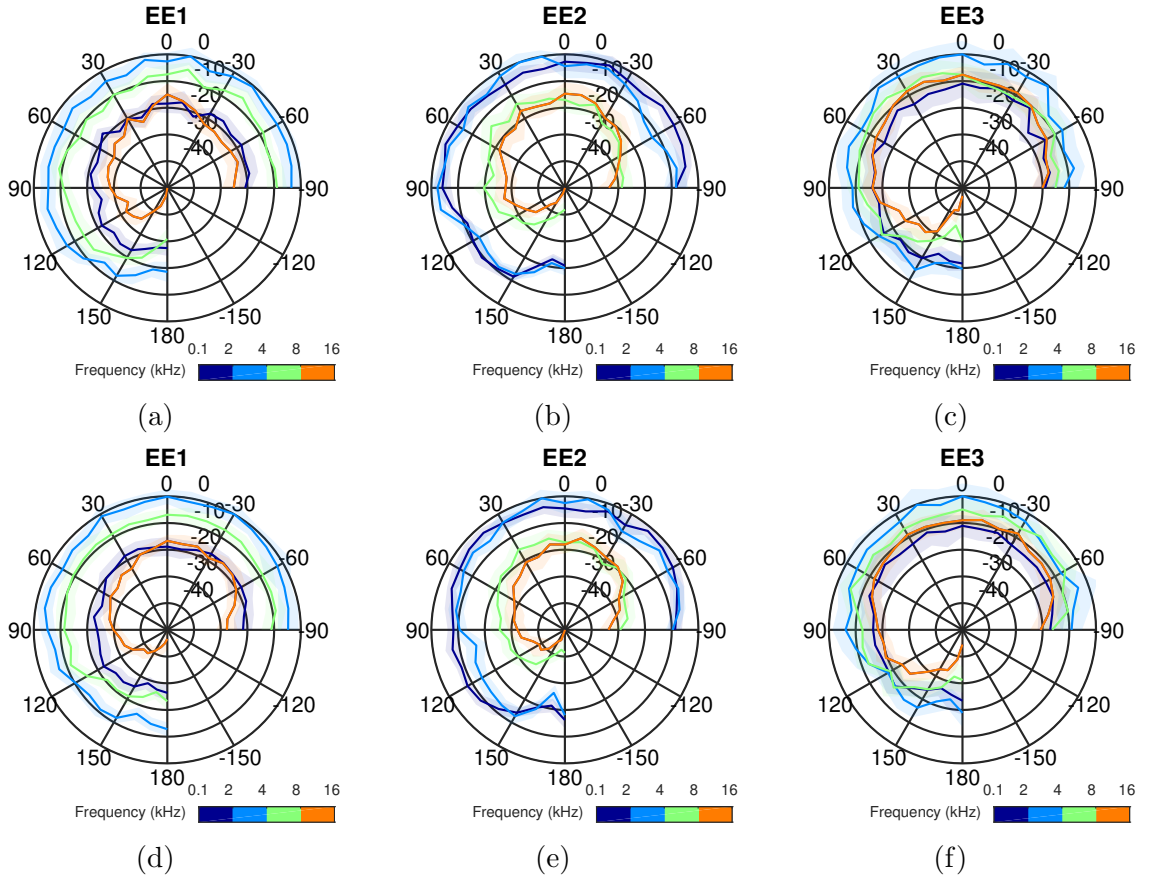 EE1 EE2 EE3
0 0 0 0 0 0
30 -10 -30 30 -10 -30 30 -10 -30
60 -20 -60 60 -20 -60 60 -20 -60
-30 -30 -30
-40 -40 -40
90 -90 90 -90 90 -90
120 -120 120 -120 120 -120
150 -150 150 -150 150 -150
180 180 180
0.1 2 4 8 16 0.1 2 4 8 16 0.1 2 4 8 16
Frequency (kHz) Frequency (kHz) Frequency (kHz)
(a) (b) (c)
EE1 EE2 EE3
0 0 0 0 0 0
30 -10 -30 30 -10 -30 30 -10 -30
60 -20 -60 60 -20 -60 60 -20 -60
-30 -30 -30
-40 -40 -40
90 -90 90 -90 90 -90
120 -120 120 -120 120 -120
150 -150 150 -150 150 -150
180 180 180
0.1 2 4 8 16 0.1 2 4 8 16 0.1 2 4 8 16
Frequency (kHz) Frequency (kHz) Frequency (kHz)
(d) (e) (f)